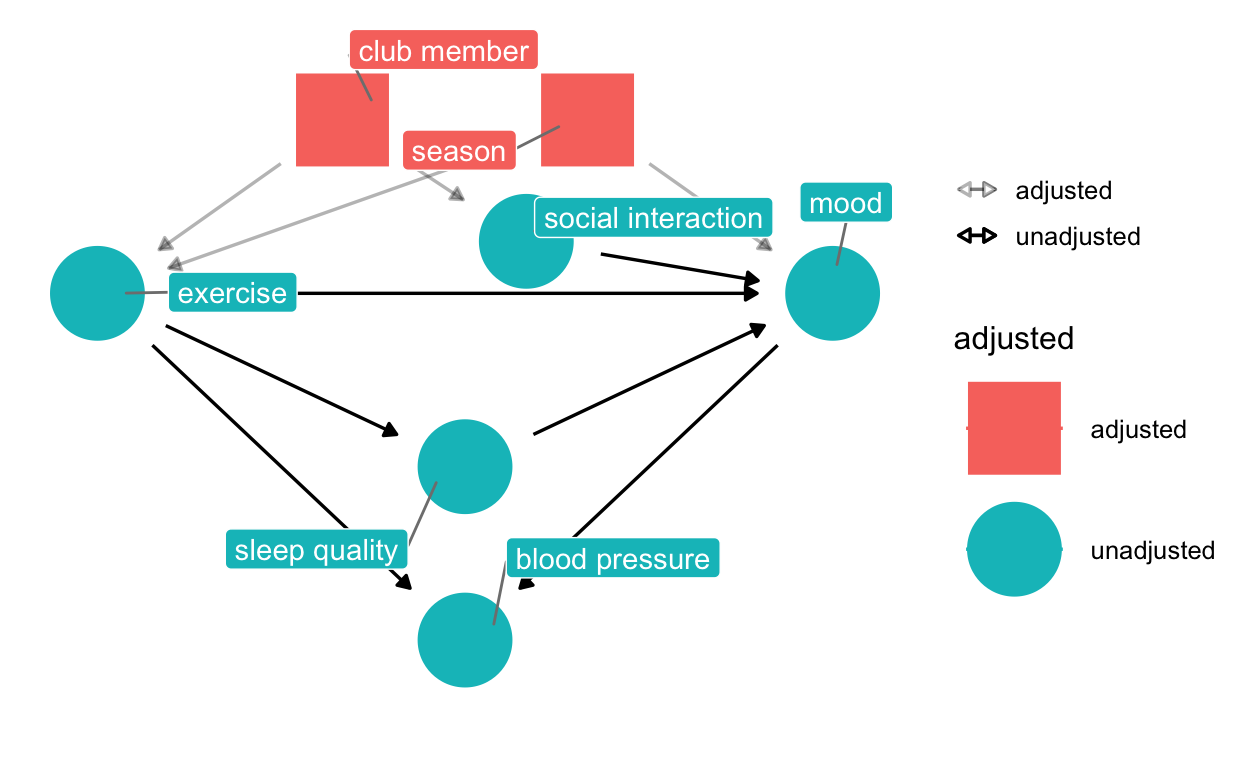 club member
season
social interaction
mood
exercise
sleep quality
blood pressure
adjusted
unadjusted
adjusted
adjusted
unadjusted